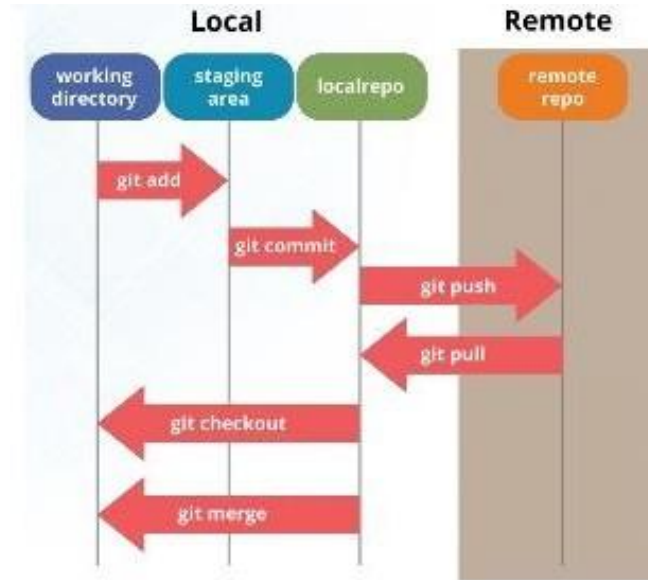 Local
Remote
working
directory
staging
area
localrepo
remote
repo
git add
git commit
git push
git pull
git checkout
git merge